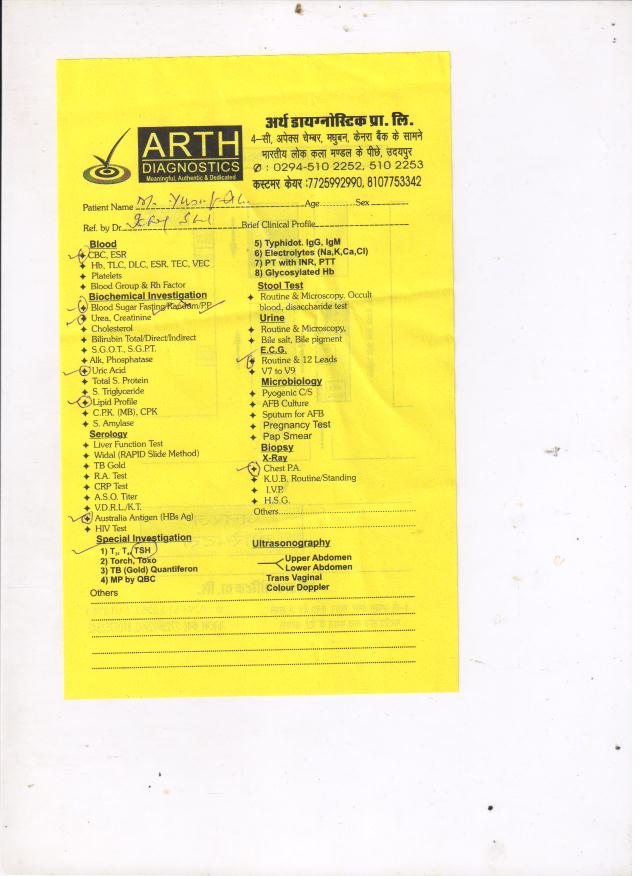 अर्थ डायग्नोस्टिक प्रा. लि.
ARTH
DIAGNOSTICS
Meaningful, Authentic & Dedicated
4-सी, अपेक्स चेम्बर, मधुबन, केनरा बैंक के सामने
भारतीय लोक कला मण्डल के पीछे, उदयपुर
: 0294-510 2252, 510 2253
कस्टमर केयर :7725992990, 8107753342
Patient Name Age Sex
Ref. by Dr. Brief Clinical Profile
Blood
CBC, ESR
Hb, TLC, DLC, ESR, TEC, VEC
Platelets
Blood Group & Rh Factor
Biochemical Investigation
Blood Sugar Fasting/Random/P.P.
Urea, Creatinine
Cholesterol
Bilirubin Total/Direct/Indirect
S.G.O.T., S.G.P.T.
Alk, Phosphatase
Uric Acid
Total S. Protein
S. Triglyceride
Lipid Profile
C.P.K. (MB), CPK
S. Amylase
Serology
Liver Function Test
Widal (RAPID Slide Method)
TB Gold
R.A. Test
CRP Test
A.S.O. Titer
V.D.R.L./K.T.
Australia Antigen (HBs Ag)
HIV Test
Special Investigation
1) T, T, TSH
2) Torch, Toxo
3) TB (Gold) Quantiferon
4) MP by QBC
Others
5) Typhidot. IgG, IgM
6) Electrolytes (Na,K,Ca,Cl)
7) PT with INR, PTT
8) Glycosylated Hb
Stool Test
Routine & Microscopy. Occult
blood, disaccharide test
Urine
Routine & Microscopy,
Bile salt, Bile pigment
E.C.G.
Routine & 12 Leads
V7 to V9
Microbiology
Pyogenic C/S
AFB Culture
Sputum for AFB
Pregnancy Test
Pap Smear
Biopsy
X-Ray
Chest P.A.
K.U.B. Routine/Standing
I.V.P.
H.S.G.
Others
Ultrasonography
Upper Abdomen
Lower Abdomen
Trans Vaginal
Colour Doppler